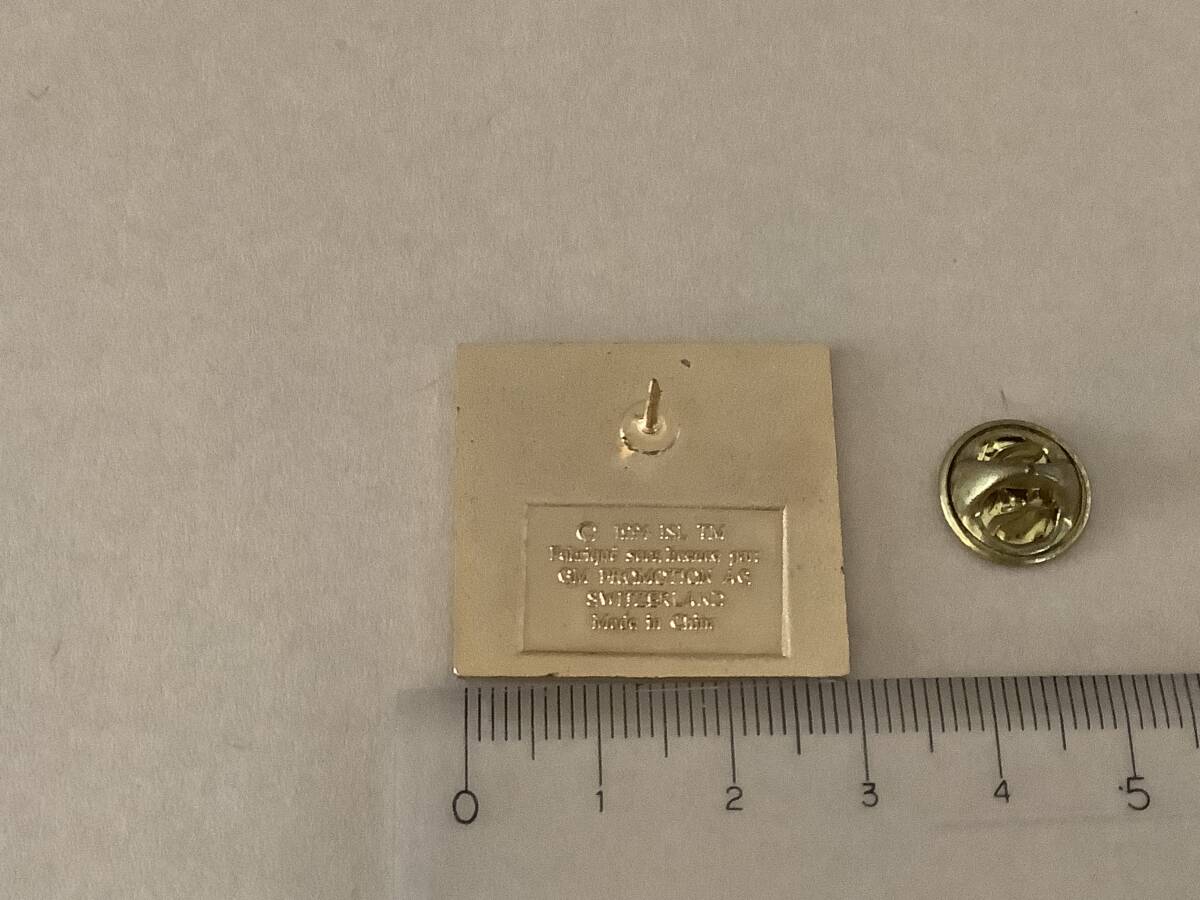 © ISL TM
Fabriqué sous licence par:
GM PROMOTION AG
SWITZERLAND
Made in China
0 1 2 3 4 5